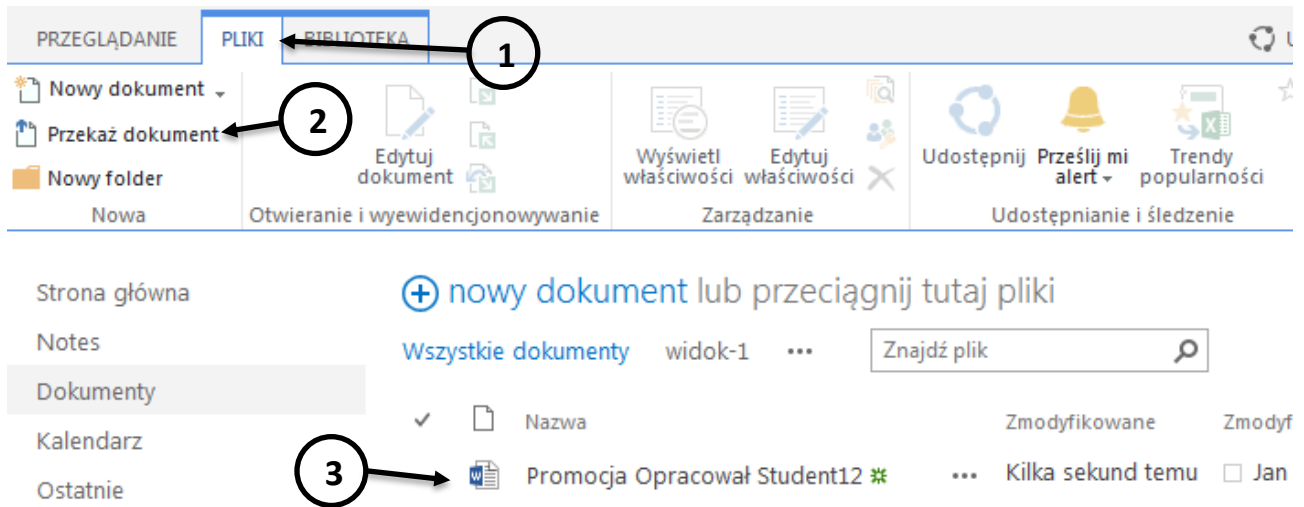 PRZEGLĄDANIE PLIKI BIBLIOTEKA
1
Nowy dokument
2
Przekaż dokument
Nowy folder
Edytuj dokument
Wyświetl właściwości
Edytuj właściwości
Udostępnij
Prześlij mi alert
Trendy popularności
Nowa
Otwieranie i wyewidencjonowywanie
Zarządzanie
Udostępnianie i śledzenie
Strona główna
Notes
Dokumenty
Kalendarz
Ostatnie
nowy dokument lub przeciągnij tutaj pliki
Wszystkie dokumenty widok-1 ... Znajdź plik
Nazwa Zmodyfikowane Zmodyf
3
Promocja Opracował Student12 ... Kilka sekund temu Jan